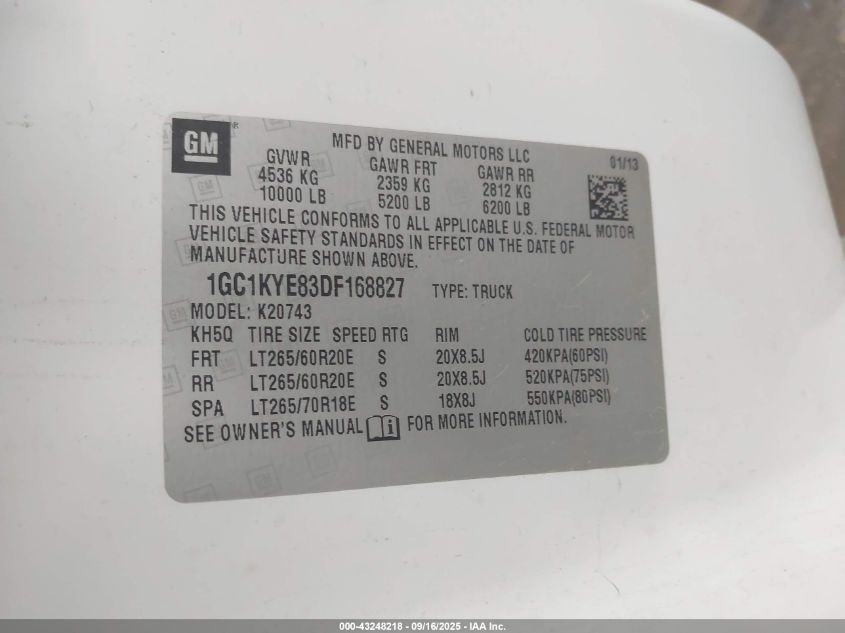 GM
MFD BY GENERAL MOTORS LLC
01/13
GVWR GAWR FRT GAWR RR
4536 KG 2359 KG 2812 KG
10000 LB 5200 LB 6200 LB
THIS VEHICLE CONFORMS TO ALL APPLICABLE U.S. FEDERAL MOTOR
VEHICLE SAFETY STANDARDS IN EFFECT ON THE DATE OF
MANUFACTURE SHOWN ABOVE.
1GC1KYE83DF168827 TYPE: TRUCK
MODEL: K20743
KH5Q TIRE SIZE SPEED RTG RIM COLD TIRE PRESSURE
FRT LT265/60R20E S 20X8.5J 420KPA(60PSI)
RR LT265/60R20E S 20X8.5J 520KPA(75PSI)
SPA LT265/70R18E S 18X8J 550KPA(80PSI)
SEE OWNER'S MANUAL i FOR MORE INFORMATION.
000-43248218 - 09/16/2025 - IAA Inc.